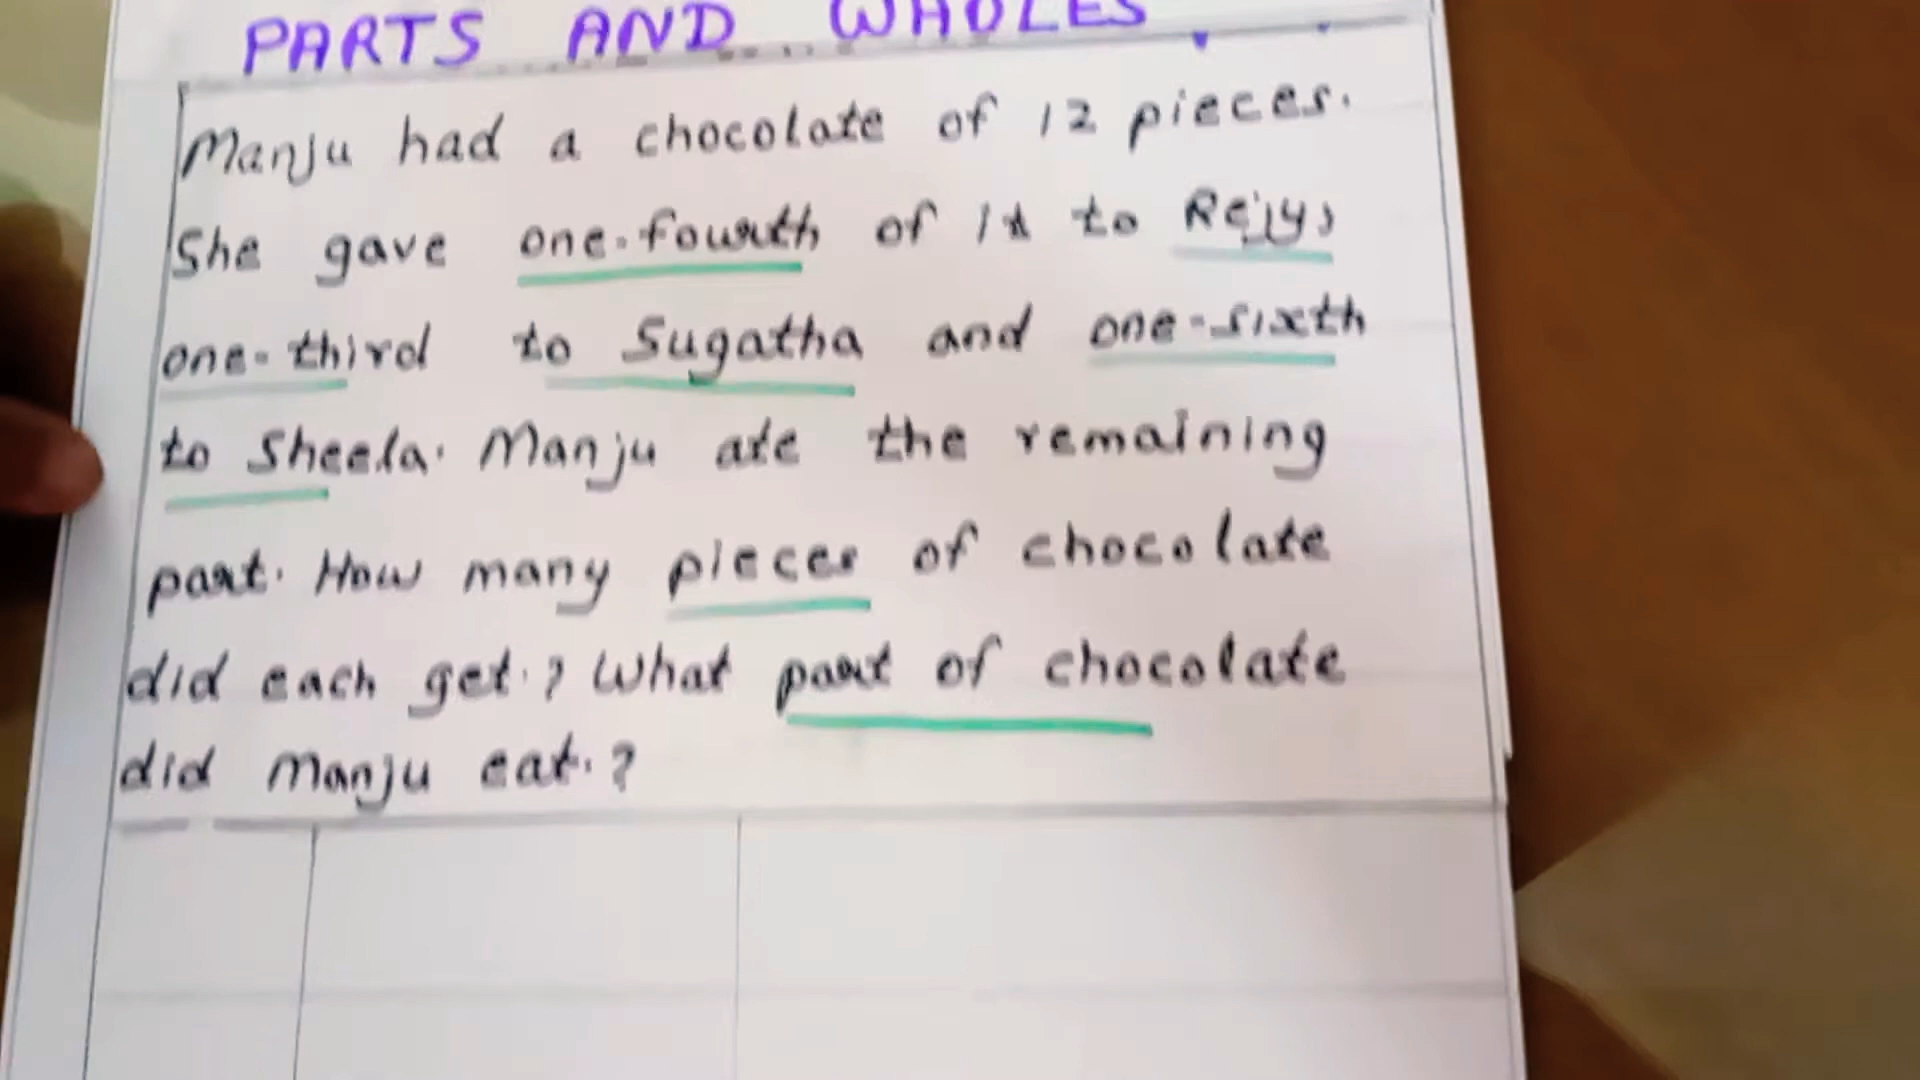 PARTS AND WHOLES
Manju had a chocolate of 12 pieces.
She gave one-fourth of it to Rejy,
one-third to Sugatha and one-sixth
to Sheela. Manju ate the remaining
part. How many pieces of chocolate
did each get.? What part of chocolate
did Manju eat.?